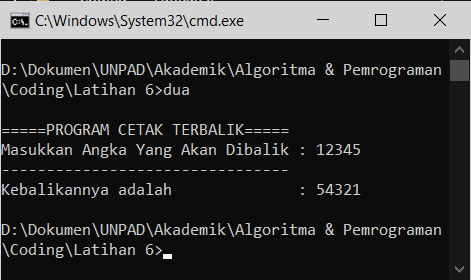 C:\Windows\System32\cmd.exe
D:\Dokumen\UNPAD\Akademik\Algoritma & Pemrograman
\Coding\Latihan 6>dua
=====PROGRAM CETAK TERBALIK=====
Masukkan Angka Yang Akan Dibalik : 12345
--------------------------------
Kebalikannya adalah              : 54321
D:\Dokumen\UNPAD\Akademik\Algoritma & Pemrograman
\Coding\Latihan 6>